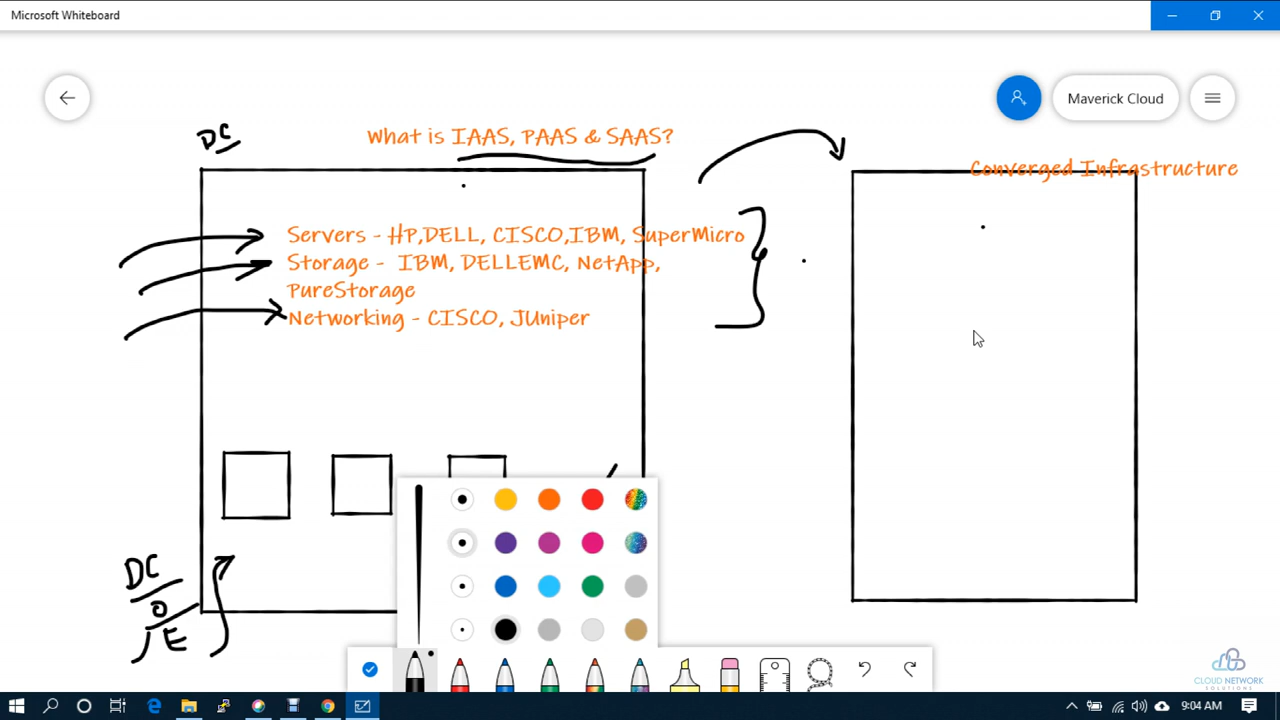 Microsoft Whiteboard
Maverick Cloud
DC
What is IAAS, PAAS & SAAS?
Converged Infrastructure
Servers - HP,DELL, CISCO,IBM, SuperMicro
Storage - IBM, DELLEMC, NetApp,
PureStorage
Networking - CISCO, JUniper
DC
O
E
CLOUD NETWORK
SOLUTIONS
9:04 AM